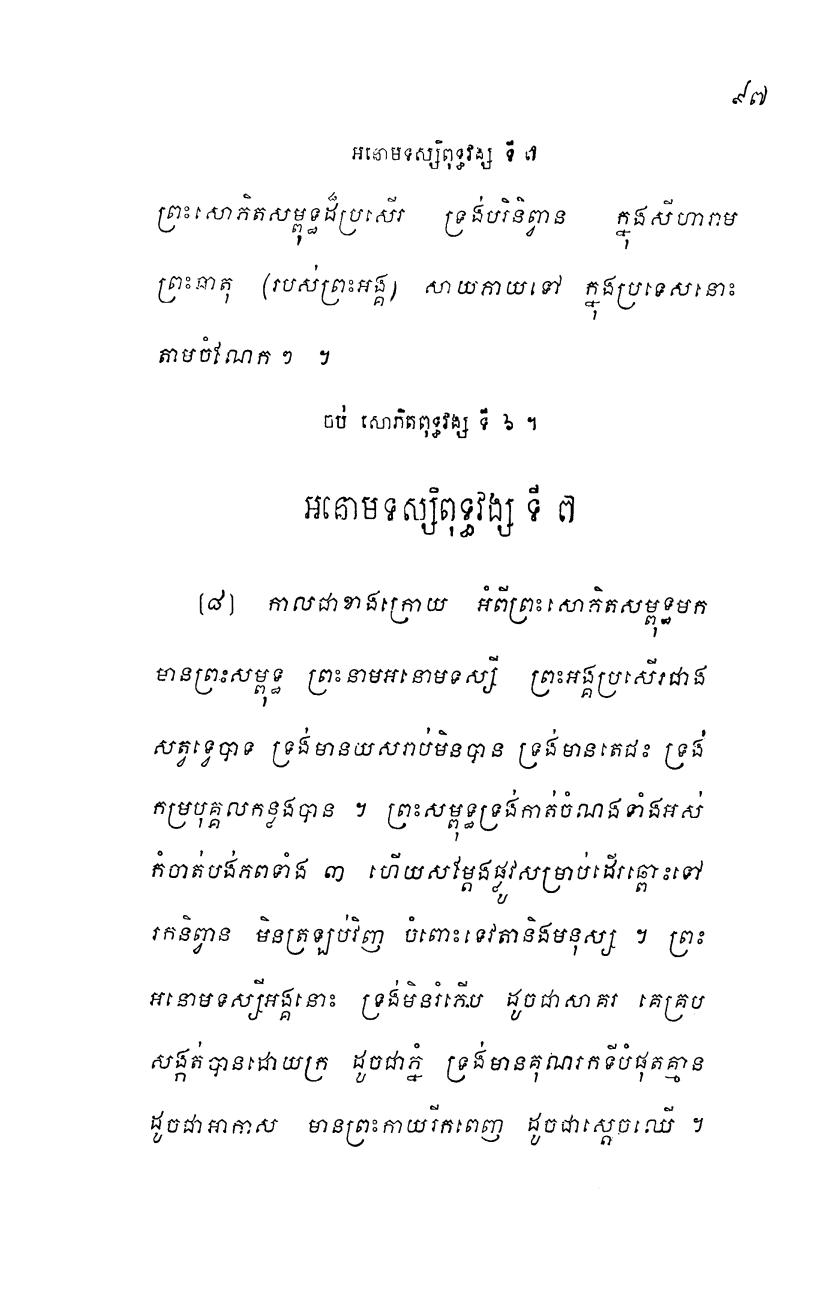 ៩៧
អនោមទស្សីពុទ្ធវង្ស ទី ៧
ព្រះសោភិតសម្ពុទ្ធដ៏ប្រសើរ ទ្រង់បរិនិព្វាន ក្នុងសីហារាម
ព្រះធាតុ (របស់ព្រះអង្គ) សាយភាយទៅ ក្នុងប្រទេសនោះ
តាមចំណែក ៗ ។
ចប់ សោភិតពុទ្ធវង្ស ទី ៦ ។
អនោមទស្សីពុទ្ធវង្ស ទី ៧
[៨] កាលជាខាងក្រោយ អំពីព្រះសោភិតសម្ពុទ្ធមក
មានព្រះសម្ពុទ្ធ ព្រះនាមអនោមទស្សី ព្រះអង្គប្រសើរជាង
សត្វទ្វេបាទ ទ្រង់មានយសរាប់មិនបាន ទ្រង់មានតេជះ ទ្រង់
កម្របុគ្គលកន្លងបាន ។ ព្រះសម្ពុទ្ធទ្រង់កាត់ចំណងទាំងអស់
កំចាត់បង់ភពទាំង ៣ ហើយសម្តែងផ្លូវសម្រាប់ដើរឆ្ពោះទៅ
រកនិព្វាន មិនត្រឡប់វិញ ចំពោះទេវតានិងមនុស្ស ។ ព្រះ
អនោមទស្សីអង្គនោះ ទ្រង់មិនរំភើប ដូចជាសាគរ គេគ្រប
សង្កត់បានដោយក្រ ដូចជាភ្នំ ទ្រង់មានគុណរកទីបំផុតគ្មាន
ដូចជាអាកាស មានព្រះកាយរីកពេញ ដូចជាស្តេចឈើ ។